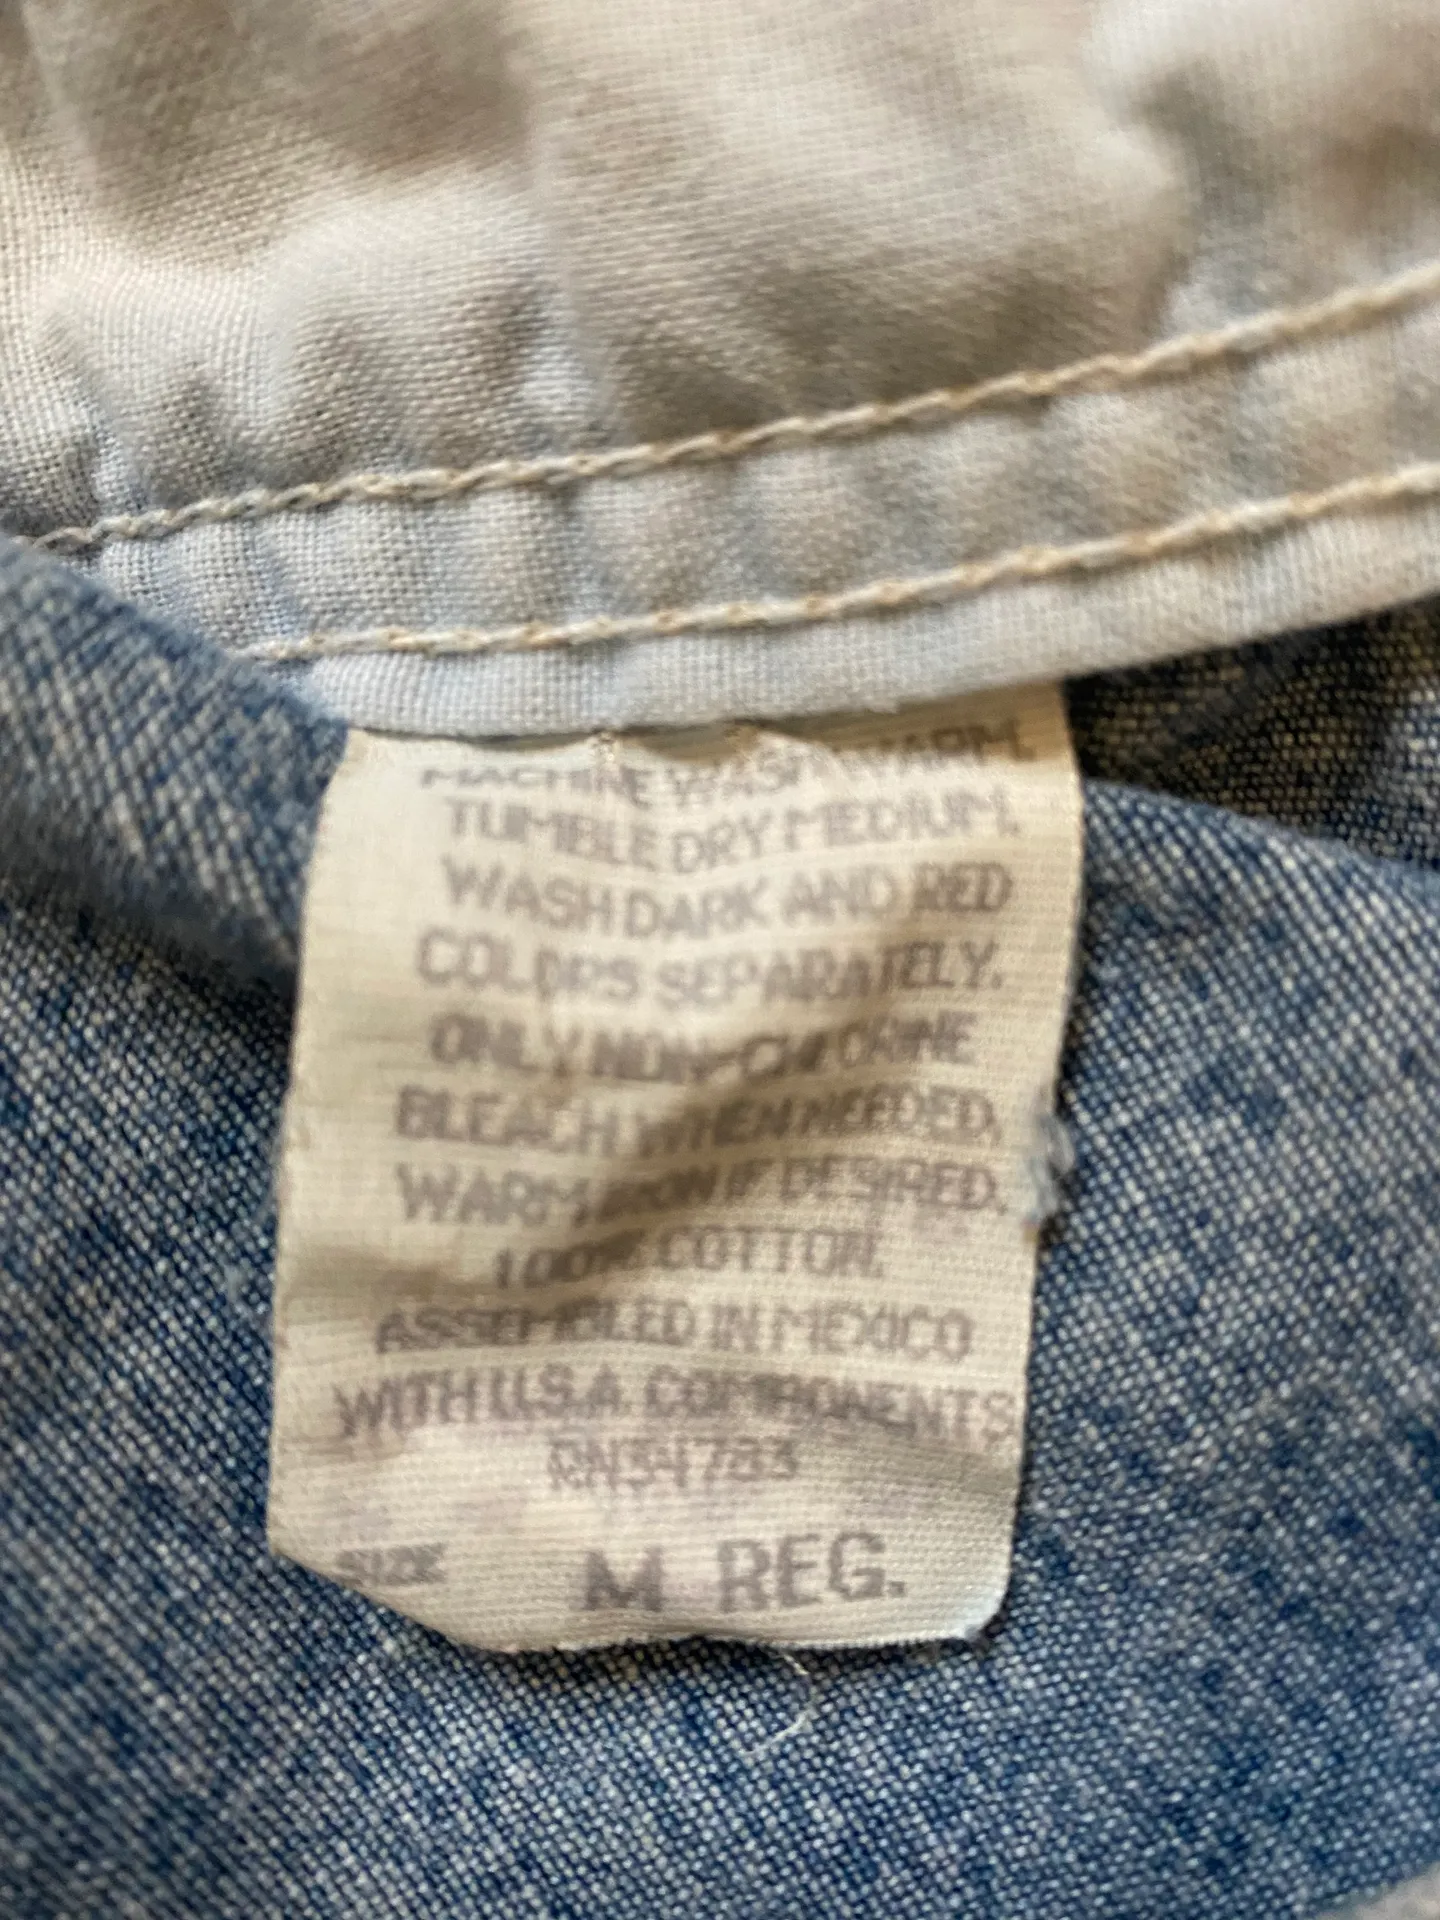 MACHINE WASH WARM.
TUMBLE DRY MEDIUM.
WASH DARK AND RED
COLORS SEPARATELY.
ONLY NON-CHLORINE
BLEACH, WHEN NEEDED.
WARM IRON IF DESIRED.
100% COTTON.
ASSEMBLED IN MEXICO
WITH U.S.A. COMPONENTS
RN54783
SIZE M REG.